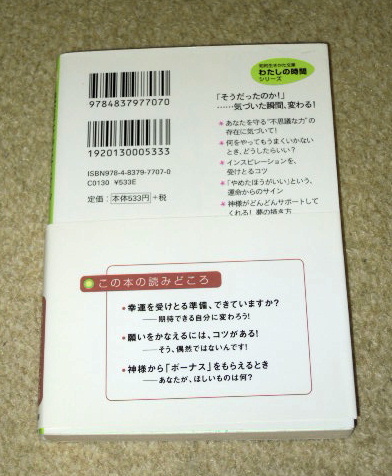 知的生きかた文庫
わたしの時間
シリーズ
9784837977070
1920130005333
ISBN978-4-8379-7707-0
C0130 ¥533E
定価:本体533円+税
「そうだったのか!」
……気づいた瞬間、変わる!
★あなたを守る"不思議な力"の
存在に気づいて!
★何をやってもうまくいかない
とき、どうしたらいい?
★インスピレーションを、
受けとるコツ
★「やめたほうがいい」という、
運命からのサイン
★神様がどんどんサポートして
くれる!夢の描き方
この本の読みどころ
・幸運を受けとる準備、できていますか?
——期待できる自分に変わろう!
・願いをかなえるには、コツがある!
——そう、偶然ではないんです!
・神様から「ボーナス」をもらえるとき
——あなたが、ほしいものは何?